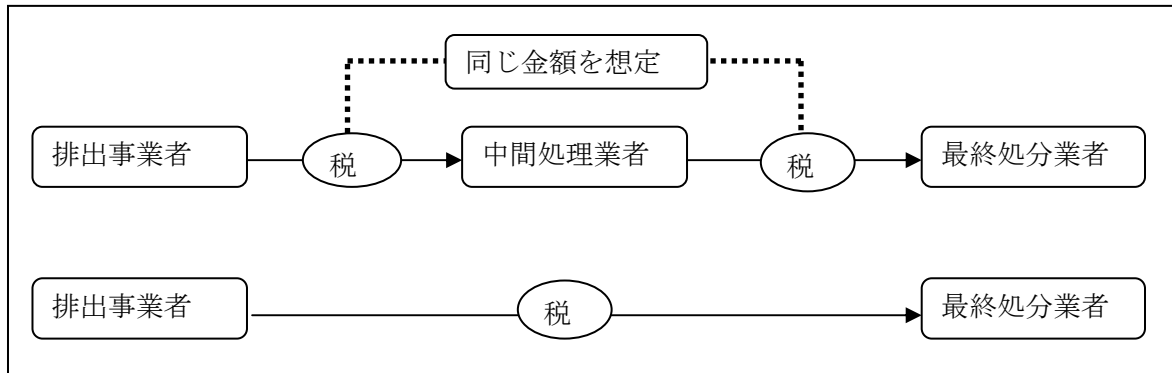 同じ金額を想定
排出事業者 税 中間処理業者 税 最終処分業者
排出事業者 税 最終処分業者